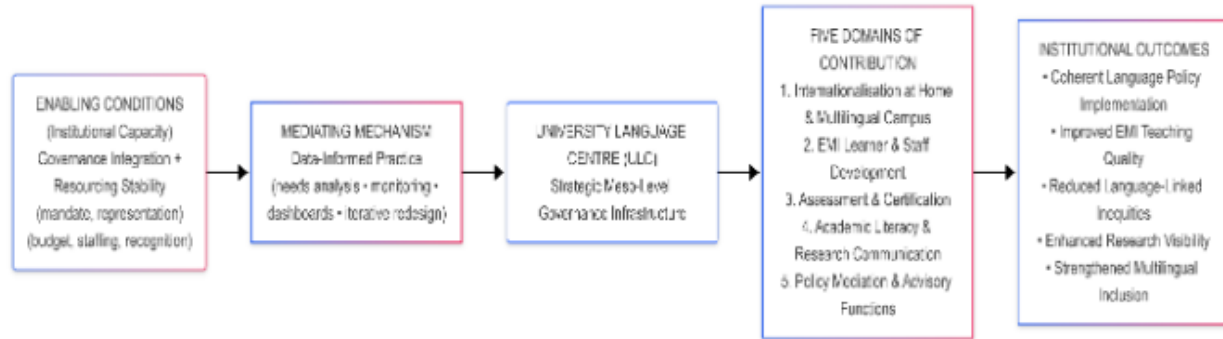 ENABLING CONDITIONS
(Institutional Capacity)
Governance Integration +
Resourcing Stability
(mandate, representation)
(budget, staffing, recognition)
MEDIATING MECHANISM
Data-Informed Practice
(needs analysis • monitoring •
dashboards • iterative redesign)
UNIVERSITY LANGUAGE
CENTRE (ULC)
Strategic Meso-Level
Governance Infrastructure
FIVE DOMAINS OF
CONTRIBUTION
1. Internationalisation at Home
& Multilingual Campus
2. EMI Learner & Staff
Development
3. Assessment & Certification
4. Academic Literacy &
Research Communication
5. Policy Mediation & Advisory
Functions
INSTITUTIONAL OUTCOMES
• Coherent Language Policy
Implementation
• Improved EMI Teaching
Quality
• Reduced Language-Linked
Inequities
• Enhanced Research Visibility
• Strengthened Multilingual
Inclusion